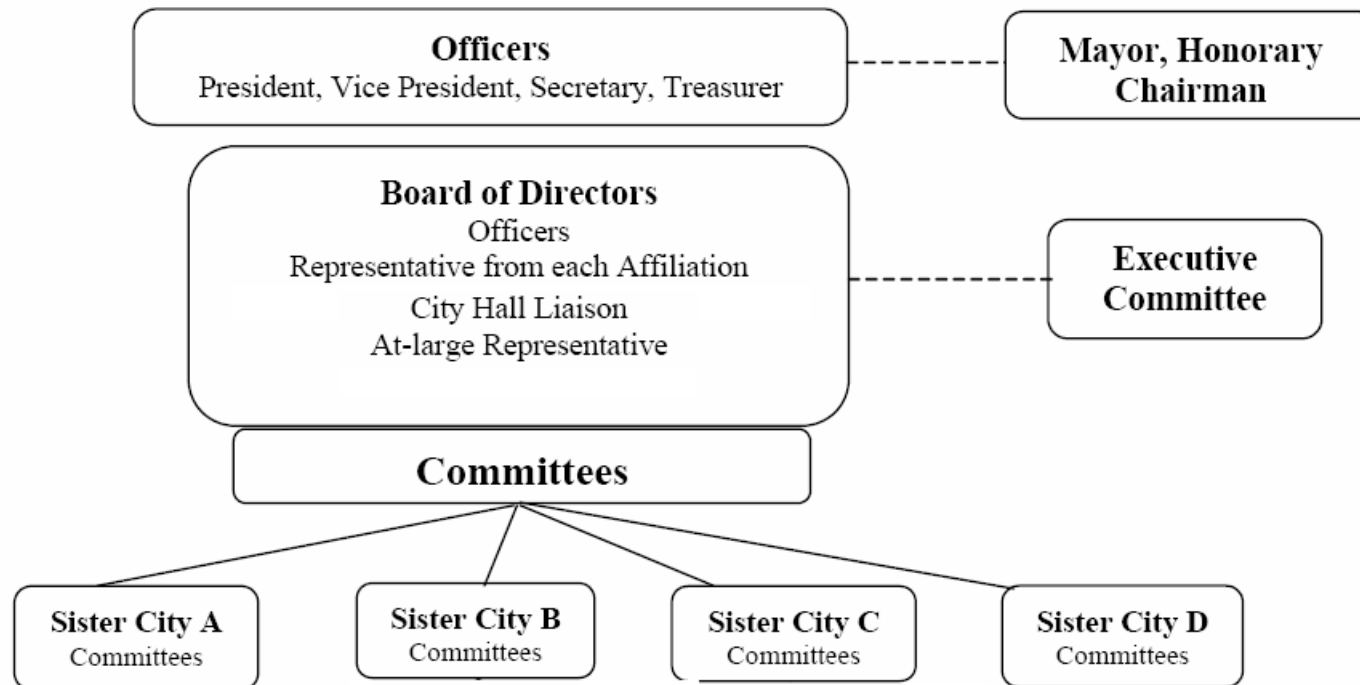 Officers
President, Vice President, Secretary, Treasurer
Mayor, Honorary
Chairman
Board of Directors
Officers
Representative from each Affiliation
City Hall Liaison
At-large Representative
Executive
Committee
Committees
Sister City A
Committees
Sister City B
Committees
Sister City C
Committees
Sister City D
Committees